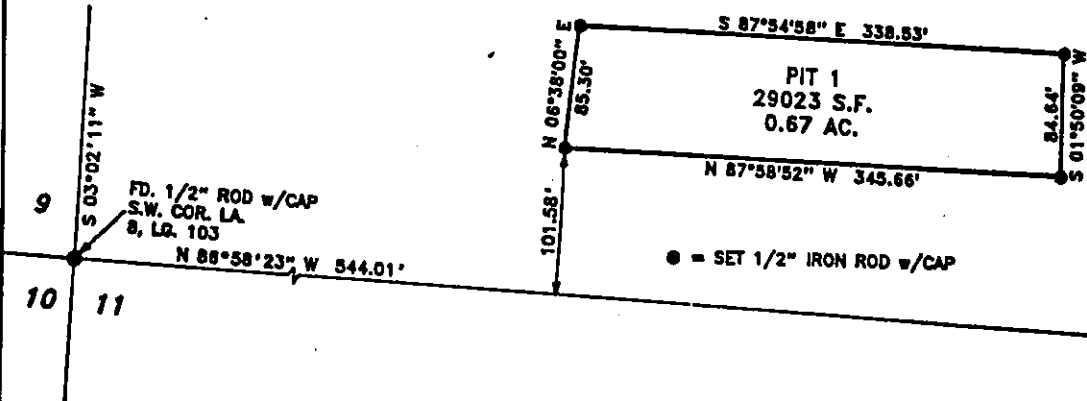 S 87°54'58" E 338.53'
N 06°38'00" E
85.30'
PIT 1
29023 S.F.
0.67 AC.
84.64'
S 01°50'09" W
N 87°58'52" W 345.66'
S 03°02'11" W
9
FD. 1/2" ROD w/CAP
S.W. COR. LA.
8, LG. 103
N 86°58'23" W 544.01'
101.58'
● = SET 1/2" IRON ROD w/CAP
10
11